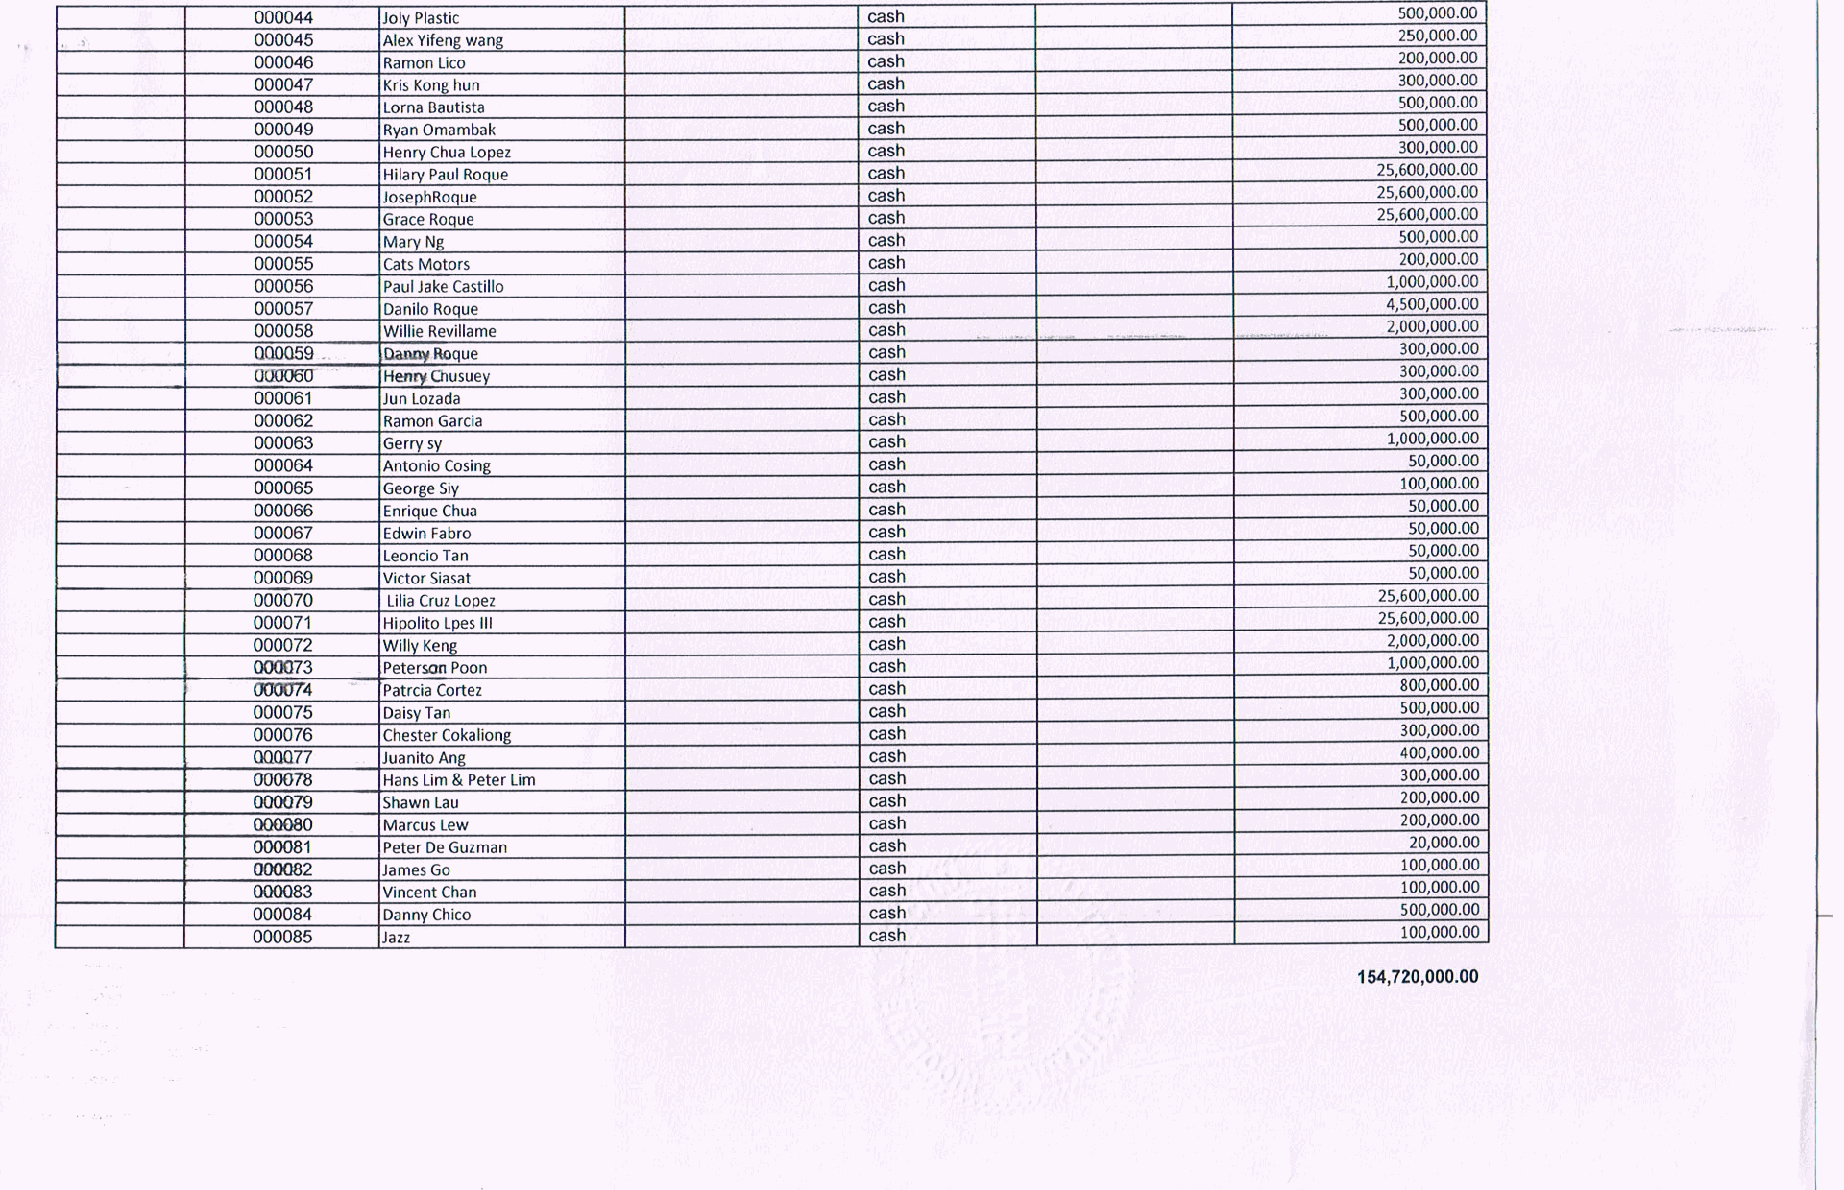 000044 Joly Plastic cash 500,000.00
000045 Alex Yifeng wang cash 250,000.00
000046 Ramon Lico cash 200,000.00
000047 Kris Kong hun cash 300,000.00
000048 Lorna Bautista cash 500,000.00
000049 Ryan Omambak cash 500,000.00
000050 Henry Chua Lopez cash 300,000.00
000051 Hilary Paul Roque cash 25,600,000.00
000052 JosephRoque cash 25,600,000.00
000053 Grace Roque cash 25,600,000.00
000054 Mary Ng cash 500,000.00
000055 Cats Motors cash 200,000.00
000056 Paul Jake Castillo cash 1,000,000.00
000057 Danilo Roque cash 4,500,000.00
000058 Willie Revillame cash 2,000,000.00
000059 Danny Roque cash 300,000.00
000060 Henry Chusuey cash 300,000.00
000061 Jun Lozada cash 300,000.00
000062 Ramon Garcia cash 500,000.00
000063 Gerry sy cash 1,000,000.00
000064 Antonio Cosing cash 50,000.00
000065 George Siy cash 100,000.00
000066 Enrique Chua cash 50,000.00
000067 Edwin Fabro cash 50,000.00
000068 Leoncio Tan cash 50,000.00
000069 Victor Siasat cash 50,000.00
000070 Lilia Cruz Lopez cash 25,600,000.00
000071 Hipolito Lpes III cash 25,600,000.00
000072 Willy Keng cash 2,000,000.00
000073 Peterson Poon cash 1,000,000.00
000074 Patrcia Cortez cash 800,000.00
000075 Daisy Tan cash 500,000.00
000076 Chester Cokaliong cash 300,000.00
000077 Juanito Ang cash 400,000.00
000078 Hans Lim & Peter Lim cash 300,000.00
000079 Shawn Lau cash 200,000.00
000080 Marcus Lew cash 200,000.00
000081 Peter De Guzman cash 20,000.00
000082 James Go cash 100,000.00
000083 Vincent Chan cash 100,000.00
000084 Danny Chico cash 500,000.00
000085 Jazz cash 100,000.00
154,720,000.00